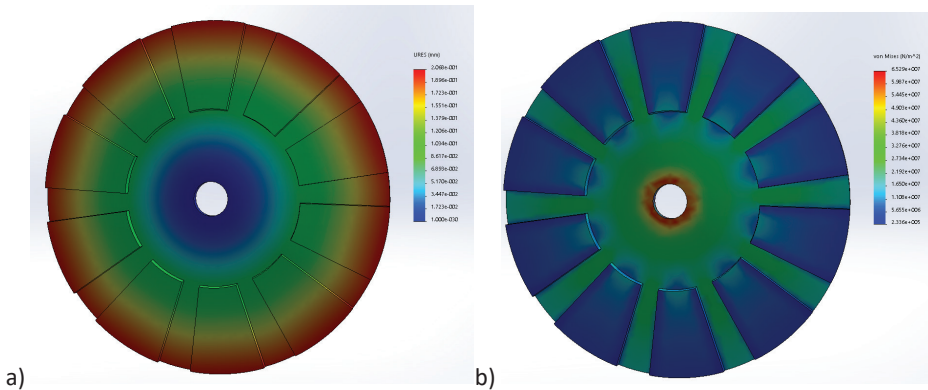 URES (mm)
2.068e-001
1.896e-001
1.723e-001
1.551e-001
1.379e-001
1.206e-001
1.034e-001
8.617e-002
6.893e-002
5.170e-002
3.447e-002
1.723e-002
1.000e-030
a)
von Mises (N/m^2)
6.529e+007
5.987e+007
5.445e+007
4.903e+007
4.360e+007
3.818e+007
3.276e+007
2.734e+007
2.192e+007
1.650e+007
1.108e+007
5.655e+006
2.336e+005
b)